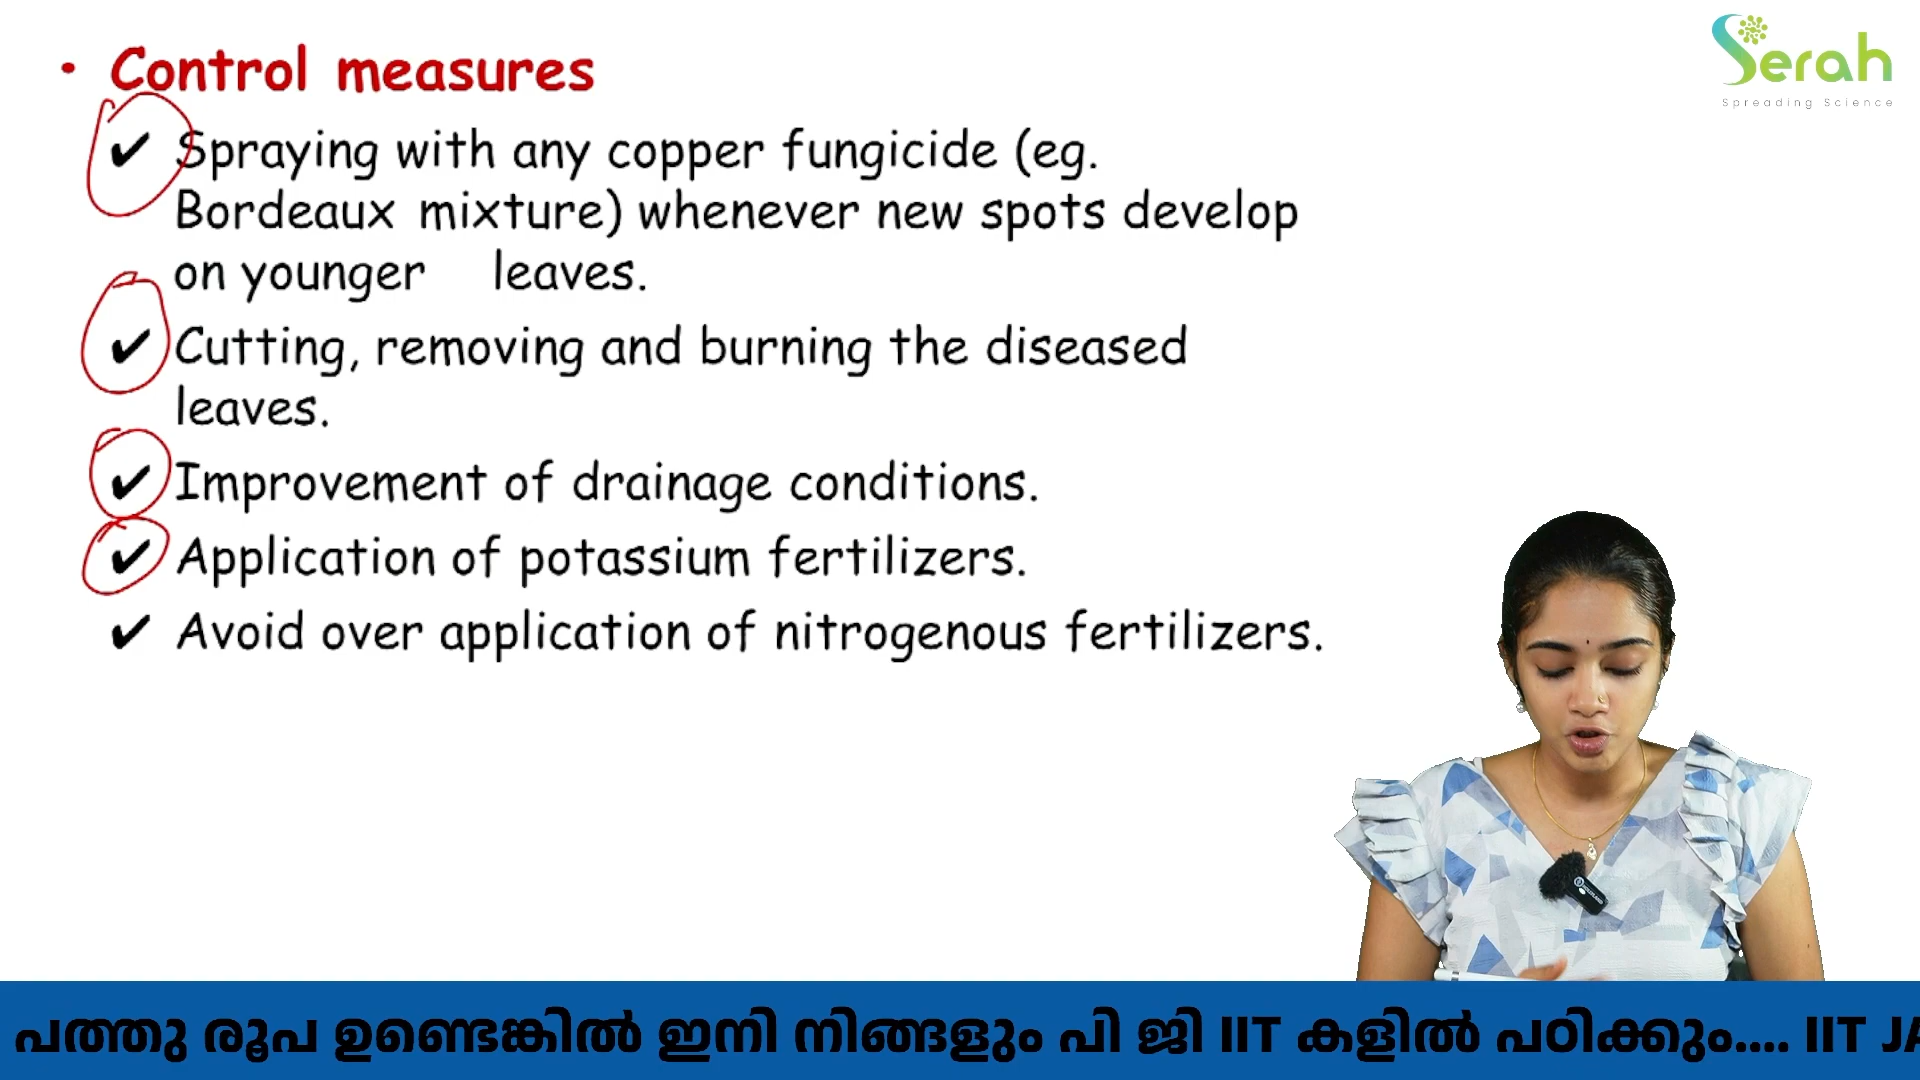 Serah
Spreading Science
• Control measures
✔ Spraying with any copper fungicide (eg.
Bordeaux mixture) whenever new spots develop
on younger leaves.
✔ Cutting, removing and burning the diseased
leaves.
✔ Improvement of drainage conditions.
✔ Application of potassium fertilizers.
✔ Avoid over application of nitrogenous fertilizers.
പത്തു രൂപ ഉണ്ടെങ്കിൽ ഇനി നിങ്ങളും പി ജി IIT കളിൽ പഠിക്കും.... IIT JA